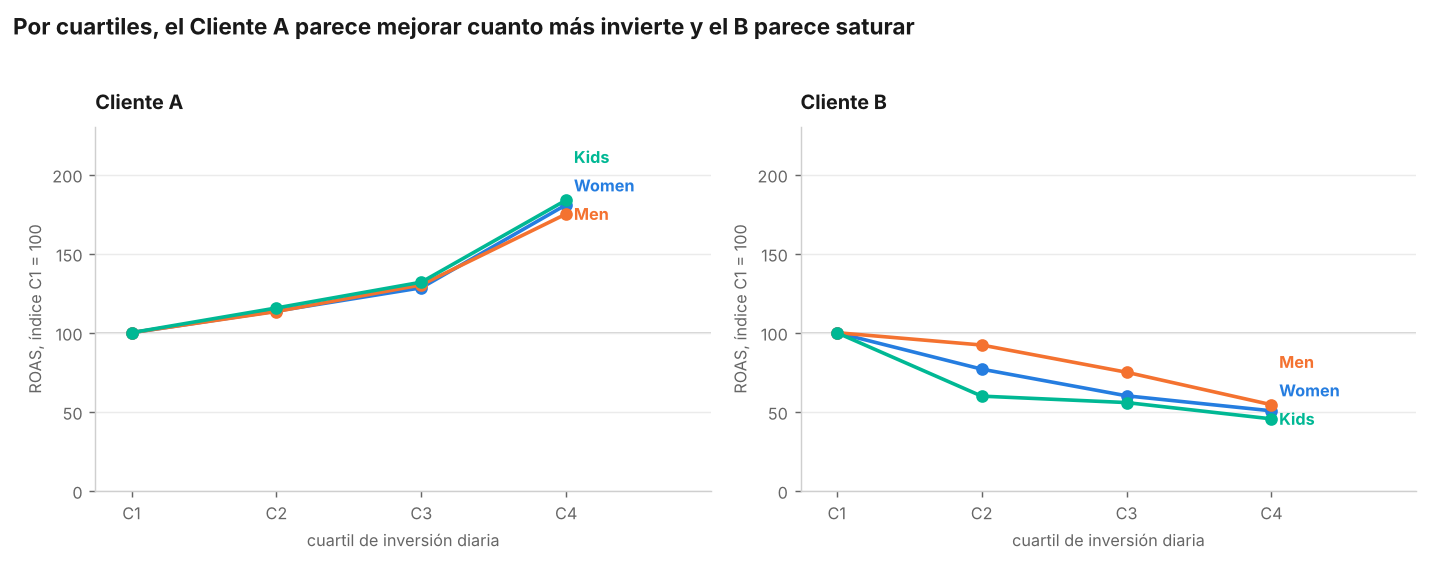 Por cuartiles, el Cliente A parece mejorar cuanto más invierte y el B parece saturar
Cliente A
ROAS, índice C1 = 100
200
150
100
50
0
Kids
Women
Men
C1
C2
C3
C4
cuartil de inversión diaria
Cliente B
ROAS, índice C1 = 100
200
150
100
50
0
Men
Women
Kids
C1
C2
C3
C4
cuartil de inversión diaria